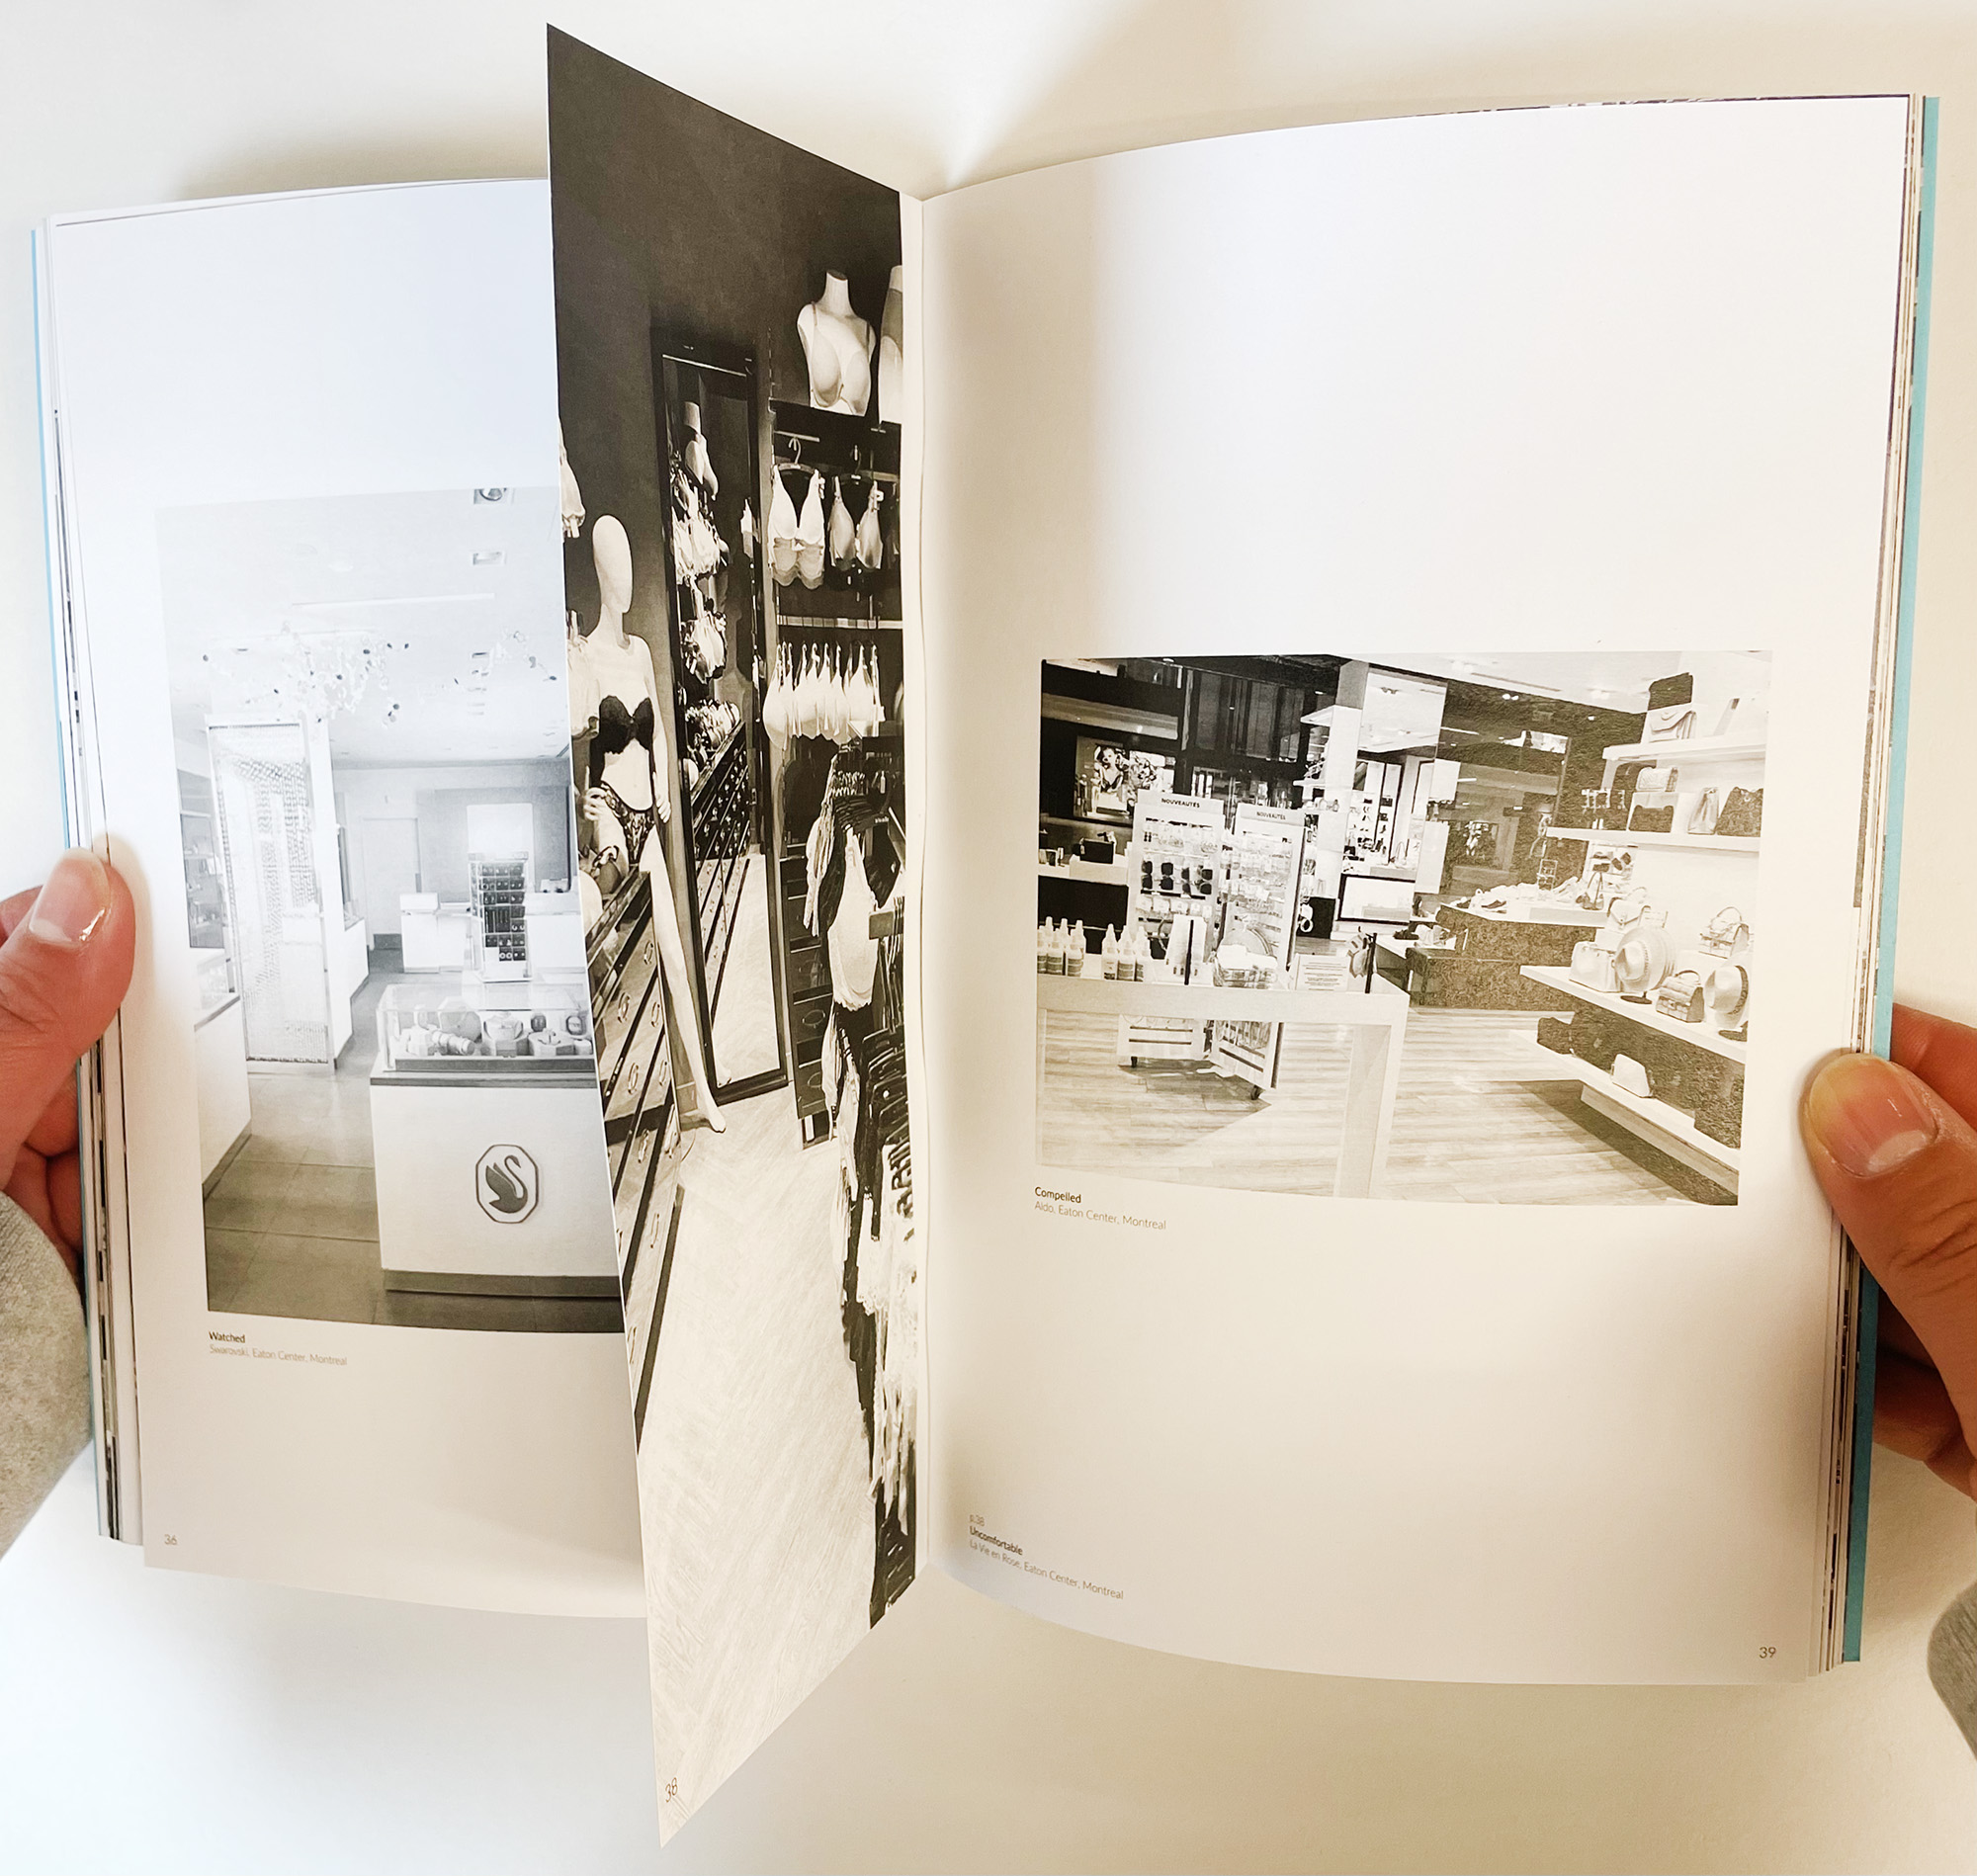 Watched
Swarovski, Eaton Center, Montreal
36
38
NOUVEAUTÉS
NOUVEAUTÉS
Compelled
Aldo, Eaton Center, Montreal
p.38
Uncomfortable
La Vie en Rose, Eaton Center, Montreal
39